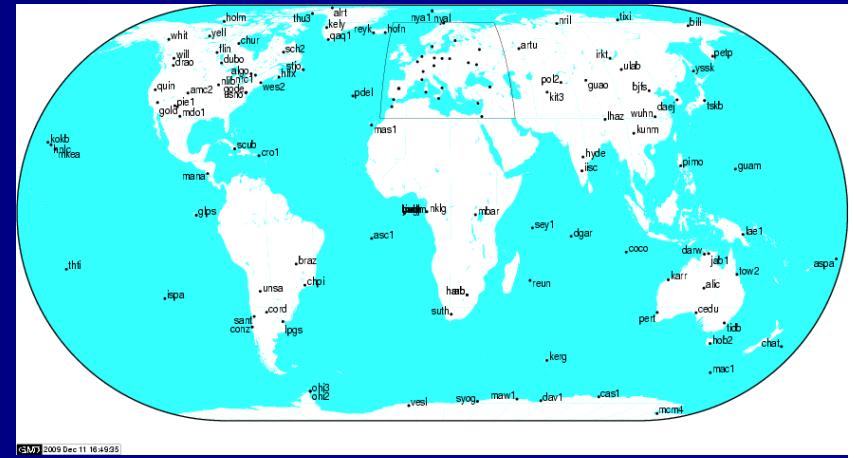 alrt
holm
thu3
nya1 nyal
nril
tixi
bili
kely
whit
yell
qaq1
reyk
hofn
chur
flin
artu
will
sch2
irkt
petp
drao
dubo
ulab
yssk
algo
stjo
hlfx
pol2
guao
quin
nlib
wes2
bjfs
amc2
pdel
kit3
daej
tskb
pie1
gold
mdo1
lhaz
wuhn
mas1
kunm
kokb
scub
mkea
cro1
hyde
pimo
iisc
guam
mana
glps
nklg
mbar
sey1
asc1
dgar
lae1
coco
darw
jab1
aspa
thti
braz
tow2
karr
chpi
reun
alic
unsa
ispa
cord
suth
pert
cedu
sant
conz
lpgs
tidb
hob2
chat
kerg
mac1
ohi3
ohi2
vesl
syog
maw1
dav1
cas1
mcm4
GMD 2009 Dec 11 16:49:35